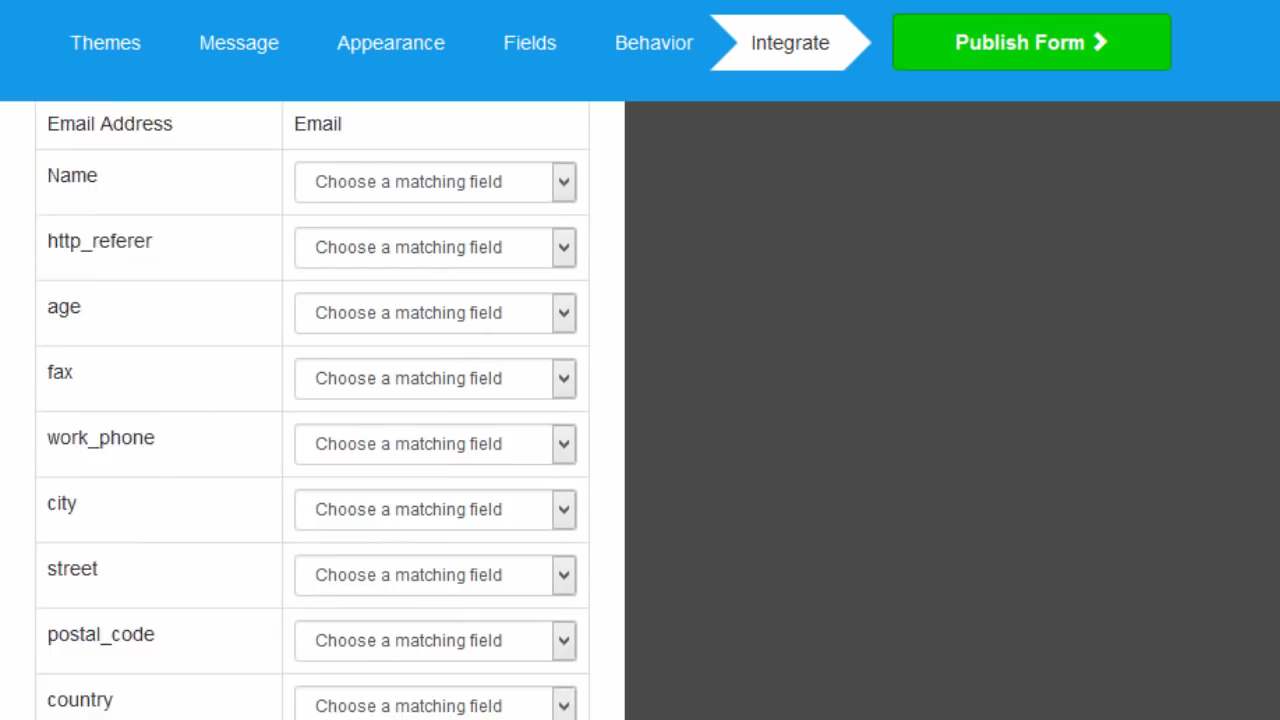 Themes Message Appearance Fields Behavior Integrate Publish Form
Email Address Email
Name Choose a matching field
http_referer Choose a matching field
age Choose a matching field
fax Choose a matching field
work_phone Choose a matching field
city Choose a matching field
street Choose a matching field
postal_code Choose a matching field
country Choose a matching field